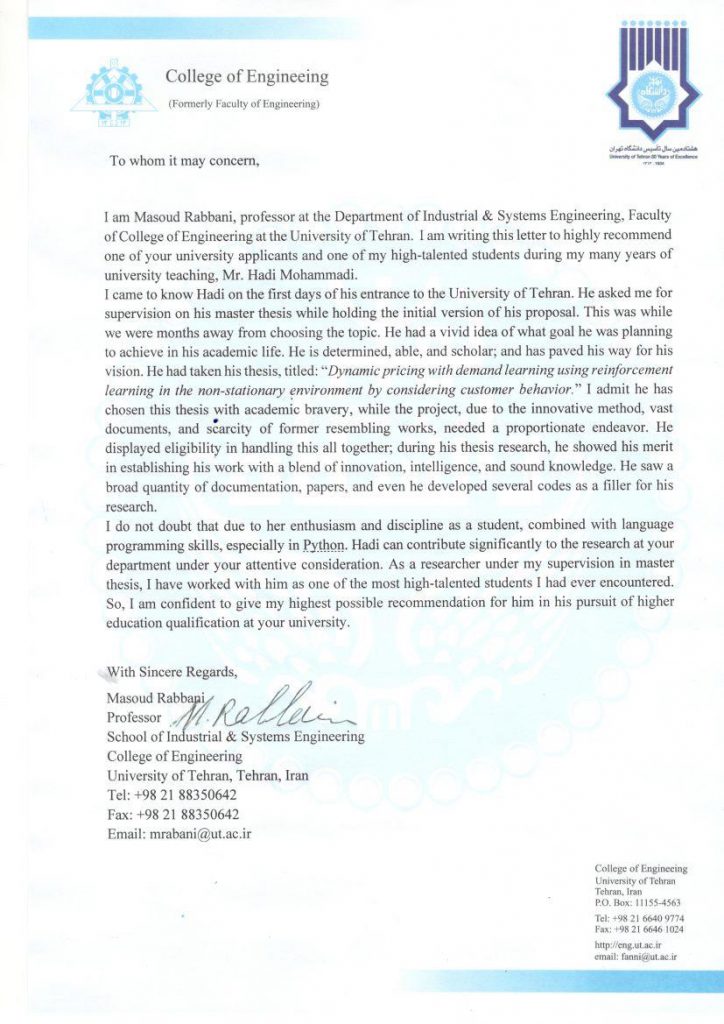 College of Engineeing
(Formerly Faculty of Engineering)
هشتادمین سال تاسیس دانشگاه تهران
University of Tehran 80 Years of Excellence
To whom it may concern,
I am Masoud Rabbani, professor at the Department of Industrial & Systems Engineering, Faculty
of College of Engineering at the University of Tehran. I am writing this letter to highly recommend
one of your university applicants and one of my high-talented students during my many years of
university teaching, Mr. Hadi Mohammadi.
I came to know Hadi on the first days of his entrance to the University of Tehran. He asked me for
supervision on his master thesis while holding the initial version of his proposal. This was while
we were months away from choosing the topic. He had a vivid idea of what goal he was planning
to achieve in his academic life. He is determined, able, and scholar; and has paved his way for his
vision. He had taken his thesis, titled: “Dynamic pricing with demand learning using reinforcement
learning in the non-stationary environment by considering customer behavior.” I admit he has
chosen this thesis with academic bravery, while the project, due to the innovative method, vast
documents, and scarcity of former resembling works, needed a proportionate endeavor. He
displayed eligibility in handling this all together; during his thesis research, he showed his merit
in establishing his work with a blend of innovation, intelligence, and sound knowledge. He saw a
broad quantity of documentation, papers, and even he developed several codes as a filler for his
research.
I do not doubt that due to her enthusiasm and discipline as a student, combined with language
programming skills, especially in Python. Hadi can contribute significantly to the research at your
department under your attentive consideration. As a researcher under my supervision in master
thesis, I have worked with him as one of the most high-talented students I had ever encountered.
So, I am confident to give my highest possible recommendation for him in his pursuit of higher
education qualification at your university.
With Sincere Regards,
Masoud Rabbani
Professor
School of Industrial & Systems Engineering
College of Engineering
University of Tehran, Tehran, Iran
Tel: +98 21 88350642
Fax: +98 21 88350642
Email: mrabani@ut.ac.ir
College of Engineeing
University of Tehran
Tehran, Iran
P.O. Box: 11155-4563
Tel: +98 21 6640 9774
Fax: +98 21 6646 1024
http://eng.ut.ac.ir
email: fanni@ut.ac.ir